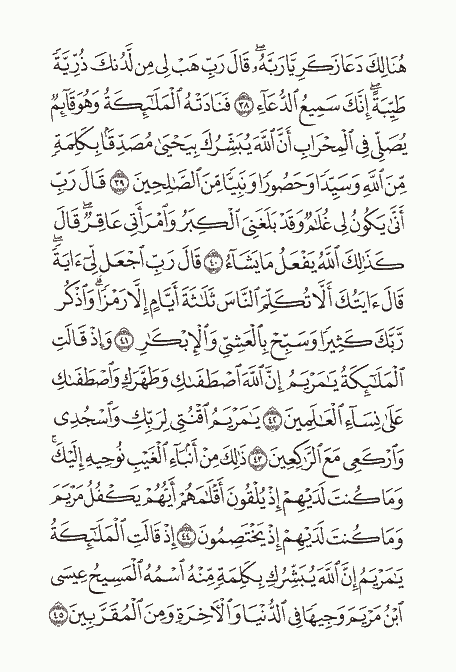 هُنَالِكَ دَعَا زَكَرِيَّا رَبَّهُۥۖ قَالَ رَبِّ هَبْ لِى مِن لَّدُنكَ ذُرِّيَّةً
طَيِّبَةًۖ إِنَّكَ سَمِيعُ ٱلدُّعَآءِ ٣٨ فَنَادَتْهُ ٱلْمَلَـٰٓئِكَةُ وَهُوَ قَآئِمٌ
يُصَلِّى فِى ٱلْمِحْرَابِ أَنَّ ٱللَّهَ يُبَشِّرُكَ بِيَحْيَىٰ مُصَدِّقًۢا بِكَلِمَةٍ
مِّنَ ٱللَّهِ وَسَيِّدًا وَحَصُورًا وَنَبِيًّا مِّنَ ٱلصَّـٰلِحِينَ ٣٩ قَالَ رَبِّ
أَنَّىٰ يَكُونُ لِى غُلَـٰمٌ وَقَدْ بَلَغَنِىَ ٱلْكِبَرُ وَٱمْرَأَتِى عَاقِرٌۖ قَالَ
كَذَٰلِكَ ٱللَّهُ يَفْعَلُ مَا يَشَآءُ ٤٠ قَالَ رَبِّ ٱجْعَل لِّىٓ ءَايَةًۖ
قَالَ ءَايَتُكَ أَلَّا تُكَلِّمَ ٱلنَّاسَ ثَلَـٰثَةَ أَيَّامٍ إِلَّا رَمْزًاۗ وَٱذْكُر
رَّبَّكَ كَثِيرًا وَسَبِّحْ بِٱلْعَشِىِّ وَٱلْإِبْكَـٰرِ ٤١ وَإِذْ قَالَتِ
ٱلْمَلَـٰٓئِكَةُ يَـٰمَرْيَمُ إِنَّ ٱللَّهَ ٱصْطَفَىٰكِ وَطَهَّرَكِ وَٱصْطَفَىٰكِ
عَلَىٰ نِسَآءِ ٱلْعَـٰلَمِينَ ٤٢ يَـٰمَرْيَمُ ٱقْنُتِى لِرَبِّكِ وَٱسْجُدِى
وَٱرْكَعِى مَعَ ٱلرَّٰكِعِينَ ٤٣ ذَٰلِكَ مِنْ أَنۢبَآءِ ٱلْغَيْبِ نُوحِيهِ إِلَيْكَۚ
وَمَا كُنتَ لَدَيْهِمْ إِذْ يُلْقُونَ أَقْلَـٰمَهُمْ أَيُّهُمْ يَكْفُلُ مَرْيَمَ
وَمَا كُنتَ لَدَيْهِمْ إِذْ يَخْتَصِمُونَ ٤٤ إِذْ قَالَتِ ٱلْمَلَـٰٓئِكَةُ
يَـٰمَرْيَمُ إِنَّ ٱللَّهَ يُبَشِّرُكِ بِكَلِمَةٍ مِّنْهُ ٱسْمُهُ ٱلْمَسِيحُ عِيسَى
ٱبْنُ مَرْيَمَ وَجِيهًا فِى ٱلدُّنْيَا وَٱلْـَٔاخِرَةِ وَمِنَ ٱلْمُقَرَّبِينَ ٤٥